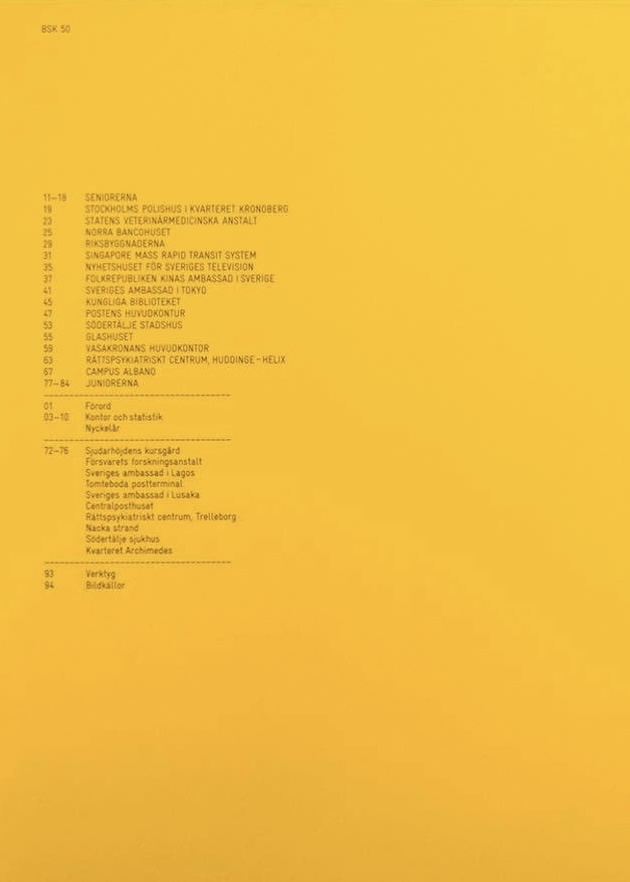 BSK 50
11–18 SENIORERNA
19 STOCKHOLMS POLISHUS I KVARTERET KRONOBERG
23 STATENS VETERINÄRMEDICINSKA ANSTALT
25 NORRA BANCOHUSET
29 RIKSBYGGNADERNA
31 SINGAPORE MASS RAPID TRANSIT SYSTEM
35 NYHETSHUSET FÖR SVERIGES TELEVISION
37 FOLKREPUBLIKEN KINAS AMBASSAD I SVERIGE
41 SVERIGES AMBASSAD I TOKYO
45 KUNGLIGA BIBLIOTEKET
47 POSTENS HUVUDKONTUR
53 SÖDERTÄLJE STADSHUS
55 GLASHUSET
59 VASAKRONANS HUVUDKONTOR
63 RÄTTSPSYKIATRISKT CENTRUM, HUDDINGE–HELIX
67 CAMPUS ALBANO
77–84 JUNIORERNA
01 Förord
03–10 Kontor och statistik
Nyckelår
72–76 Sjudarhöjdens kursgård
Försvarets forskningsanstalt
Sveriges ambassad i Lagos
Tomteboda postterminal
Sveriges ambassad i Lusaka
Centralposthuset
Rättspsykiatriskt centrum, Trelleborg
Nacka strand
Södertälje sjukhus
Kvarteret Archimedes
93 Verktyg
94 Bildkällor